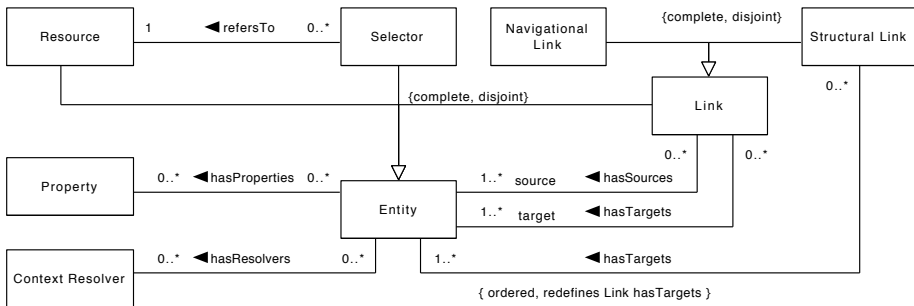 {complete, disjoint}
Resource
1
◄ refersTo
0..*
Selector
Navigational
Link
Structural Link
0..*
{complete, disjoint}
Link
0..*
0..*
Property
0..*
◄ hasProperties
0..*
1..*
source
◄ hasSources
Entity
1..*
target
◄ hasTargets
Context Resolver
0..*
◄ hasResolvers
0..*
1..*
◄ hasTargets
{ ordered, redefines Link hasTargets }